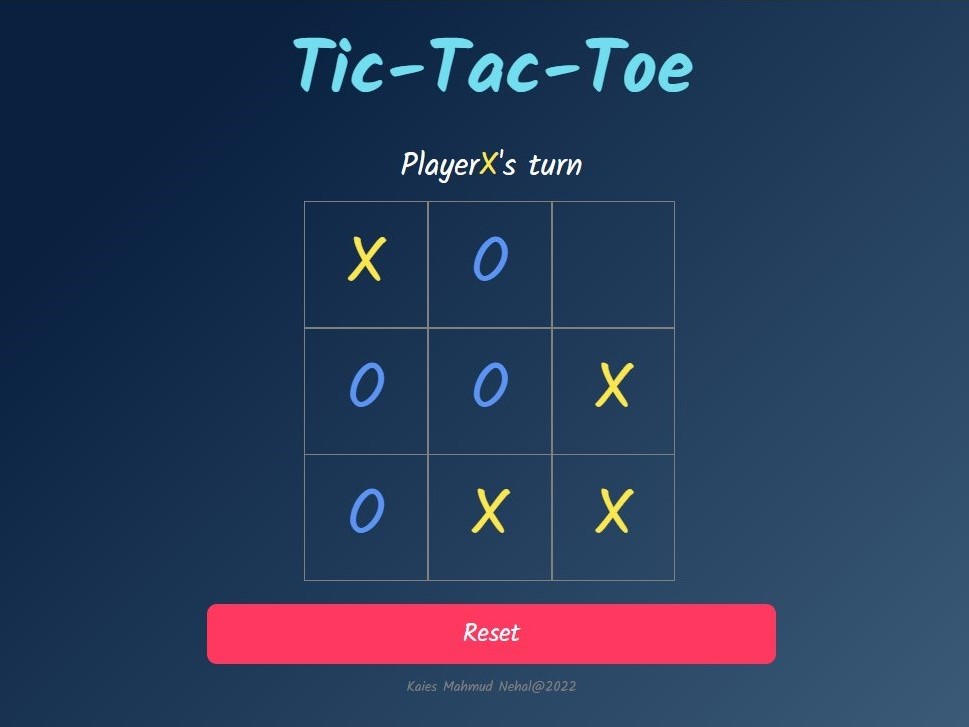 Tic-Tac-Toe
PlayerX's turn
X O
O O X
O X X
Reset
Kaies Mahmud Nehal@2022